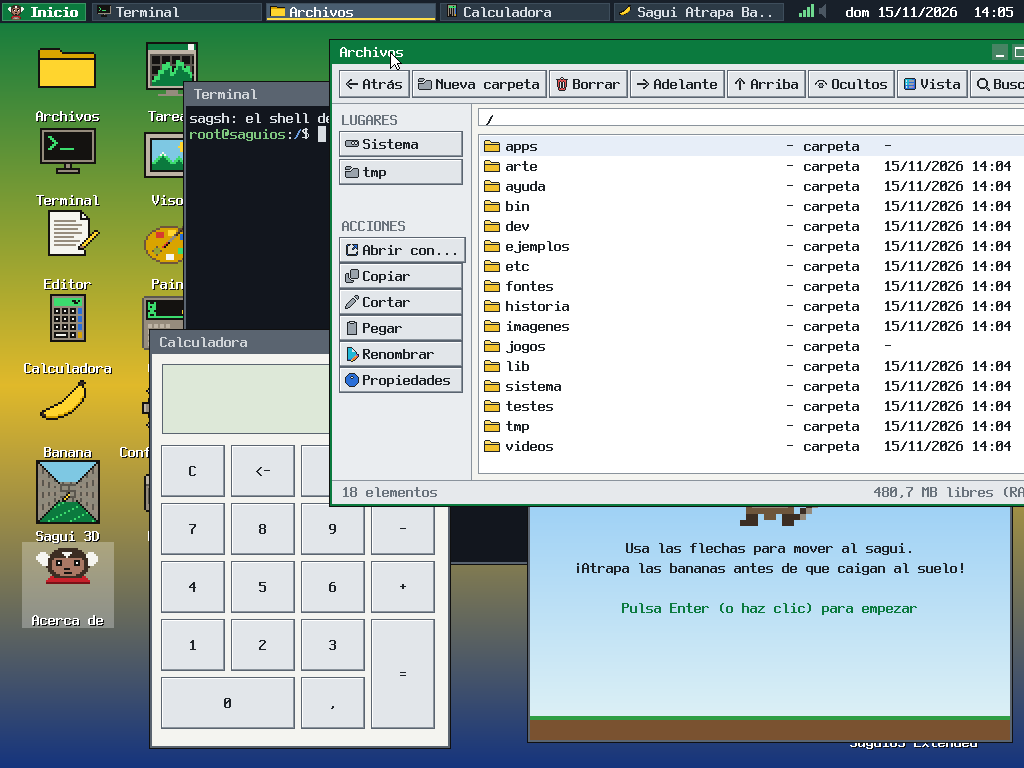 Inicio
Terminal
Archivos
Calculadora
Sagui Atrapa Ba..
dom 15/11/2026 14:05
Archivos
Terminal
Editor
Calculadora
Banana
Sagui 3D
Acerca de
Terminal
sagsh: el shell de
root@saguios:/$
Calculadora
C
<-
7
8
9
-
4
5
6
+
1
2
3
=
0
,
Archivos
Atrás
Nueva carpeta
Borrar
Adelante
Arriba
Ocultos
Vista
LUGARES
Sistema
tmp
ACCIONES
Abrir con...
Copiar
Cortar
Pegar
Renombrar
Propiedades
/
apps - carpeta -
arte - carpeta 15/11/2026 14:04
ayuda - carpeta 15/11/2026 14:04
bin - carpeta 15/11/2026 14:04
dev - carpeta 15/11/2026 14:04
ejemplos - carpeta 15/11/2026 14:04
etc - carpeta 15/11/2026 14:04
fontes - carpeta 15/11/2026 14:04
historia - carpeta 15/11/2026 14:04
imagenes - carpeta 15/11/2026 14:04
jogos - carpeta -
lib - carpeta 15/11/2026 14:04
sistema - carpeta 15/11/2026 14:04
testes - carpeta 15/11/2026 14:04
tmp - carpeta 15/11/2026 14:04
videos - carpeta 15/11/2026 14:04
18 elementos
480,7 MB libres (RA
Usa las flechas para mover al sagui.
¡Atrapa las bananas antes de que caigan al suelo!
Pulsa Enter (o haz clic) para empezar
SaguiOS Extended